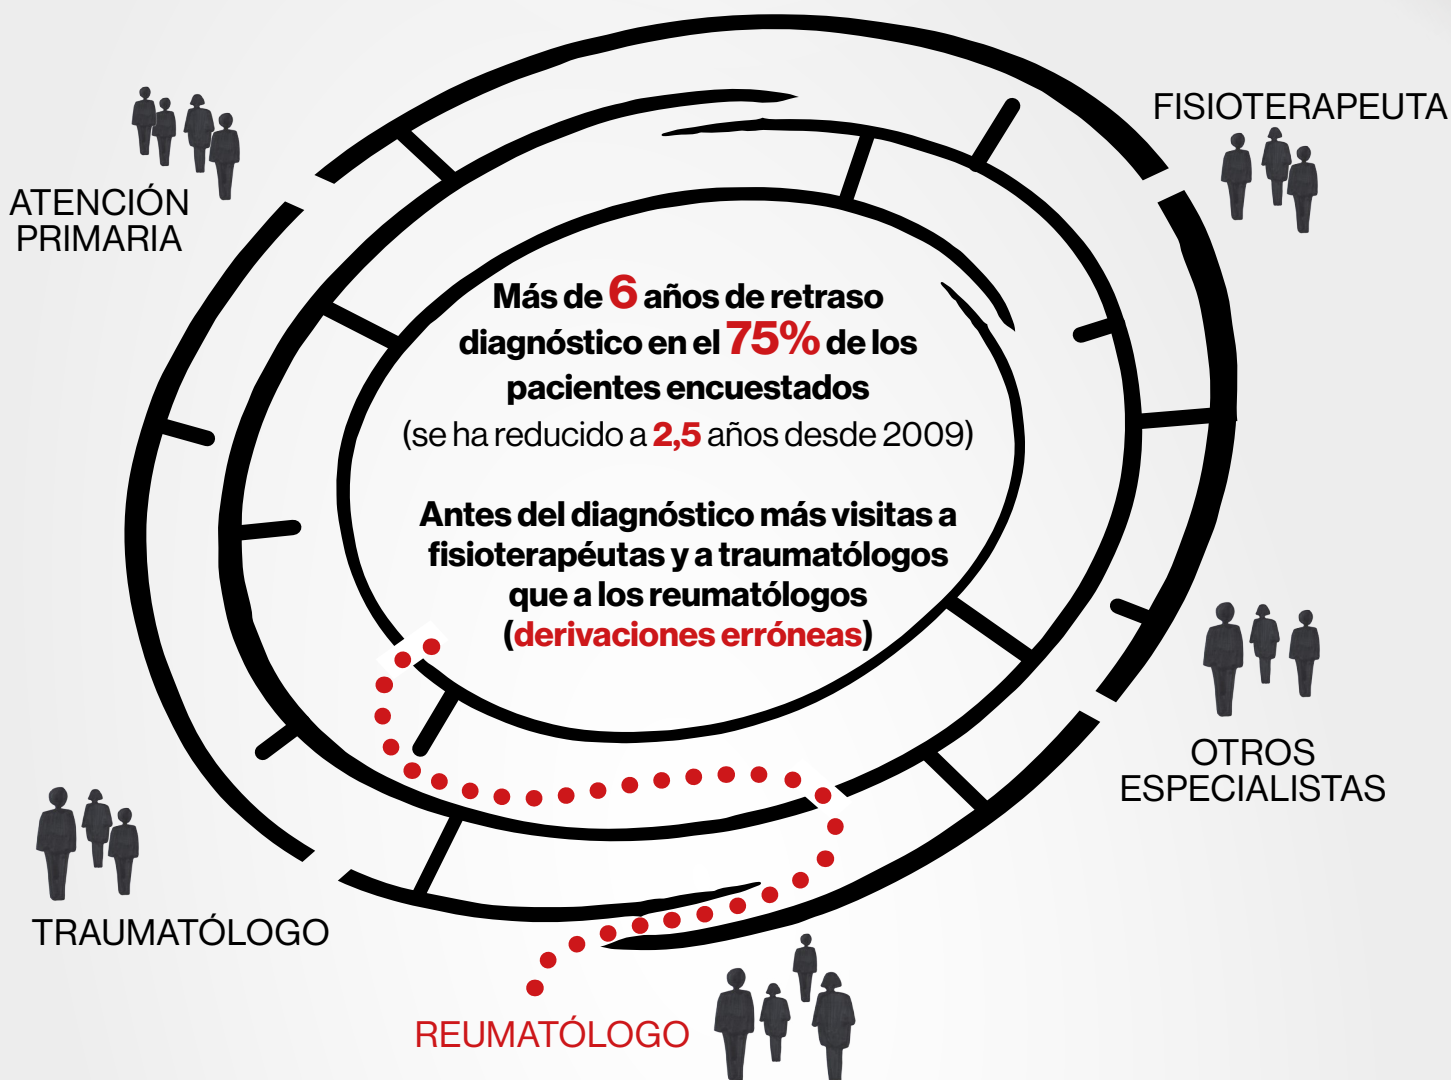 FISIOTERAPEUTA
ATENCIÓN
PRIMARIA
Más de 6 años de retraso
diagnóstico en el 75% de los
pacientes encuestados
(se ha reducido a 2,5 años desde 2009)
Antes del diagnóstico más visitas a
fisioterapéutas y a traumatólogos
que a los reumatólogos
(derivaciones erróneas)
OTROS
ESPECIALISTAS
TRAUMATÓLOGO
REUMATÓLOGO